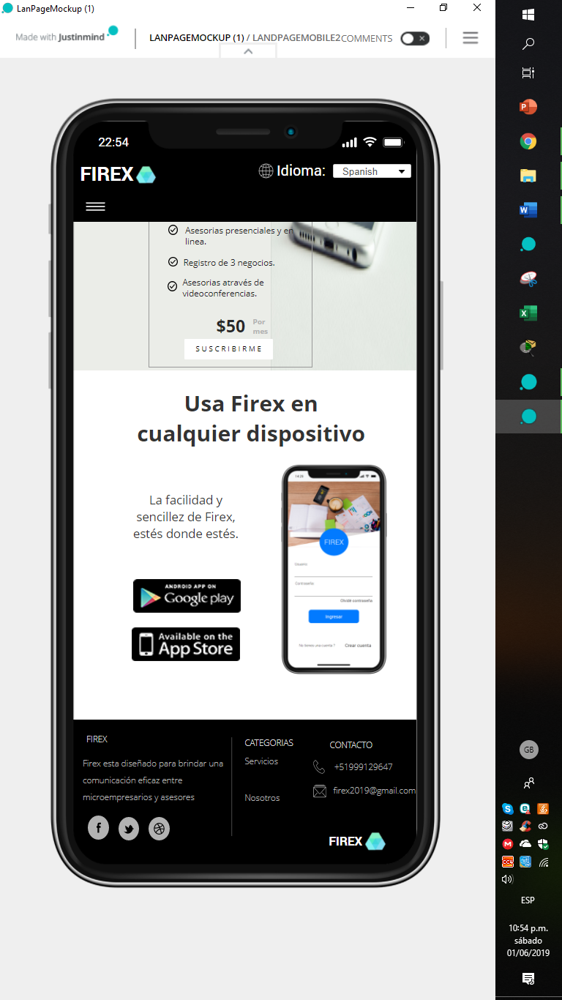 LanPageMockup (1)
Made with Justinmind
LANPAGEMOCKUP (1) / LANDPAGEMOBILE2
COMMENTS
22:54
FIREX
Idioma:
Spanish
Asesorias presenciales y en
linea.
Registro de 3 negocios.
Asesorias através de
videoconferencias.
$50
Por
mes
SUSCRIBIRME
Usa Firex en
cualquier dispositivo
La facilidad y
sencillez de Firex,
estés donde estés.
ANDROID APP ON
Google play
Available on the
App Store
FIREX
Usuario
Contraseña
Olvidé contraseña
Ingresar
No tienes una cuenta ?
Crear cuenta
FIREX
Firex esta diseñado para brindar una
comunicación eficaz entre
microempresarios y asesores
CATEGORIAS
Servicios
Nosotros
CONTACTO
+51999129647
firex2019@gmail.com
FIREX
GB
ESP
10:54 p.m.
sábado
01/06/2019